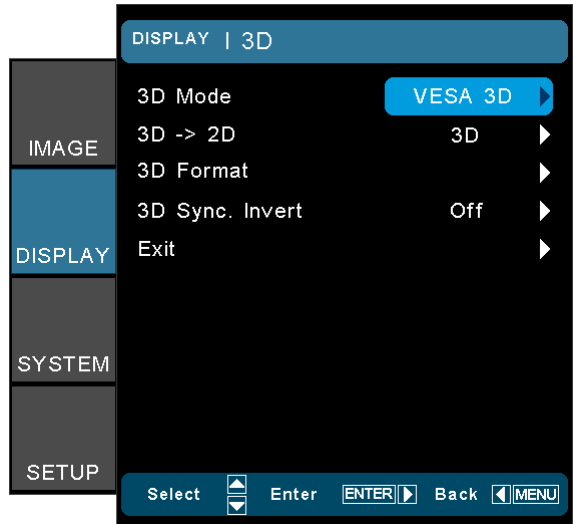 DISPLAY | 3D
3D Mode VESA 3D
IMAGE
3D -> 2D 3D
3D Format
3D Sync. Invert Off
DISPLAY
Exit
SYSTEM
SETUP
Select Enter ENTER Back MENU